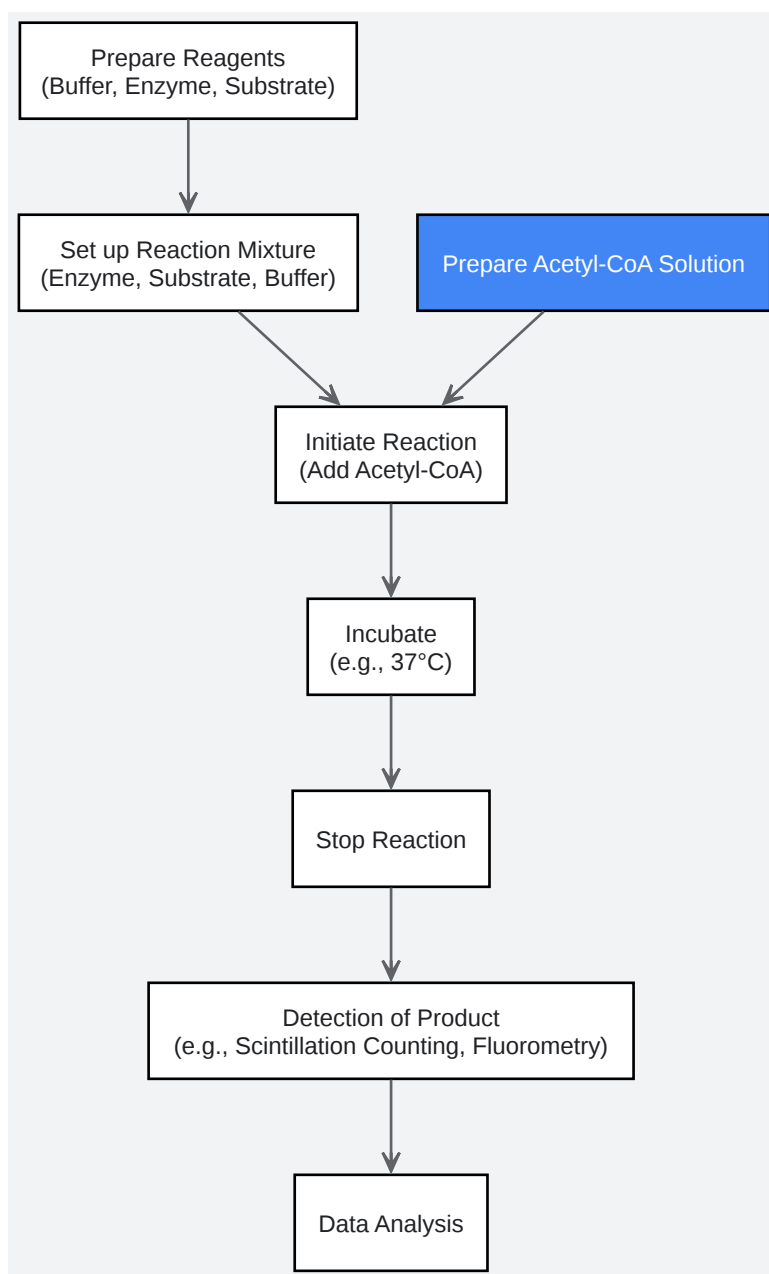 Prepare Reagents
(Buffer, Enzyme, Substrate)
Set up Reaction Mixture
(Enzyme, Substrate, Buffer)
Prepare Acetyl-CoA Solution
Initiate Reaction
(Add Acetyl-CoA)
Incubate
(e.g., 37°C)
Stop Reaction
Detection of Product
(e.g., Scintillation Counting, Fluorometry)
Data Analysis